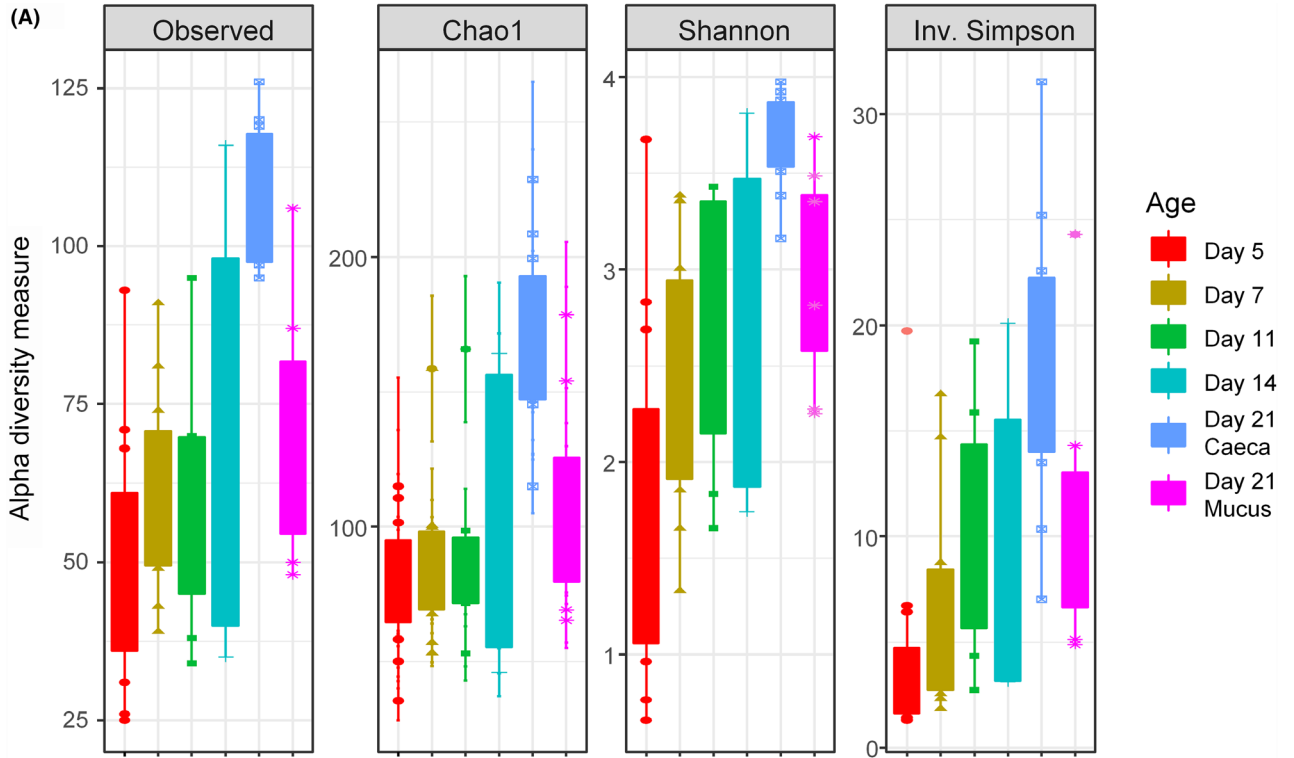 (A)
Observed
Chao1
Shannon
Inv. Simpson
Alpha diversity measure
125
100
75
50
25
200
100
4
3
2
1
30
20
10
0
Age
Day 5
Day 7
Day 11
Day 14
Day 21
Caeca
Day 21
Mucus